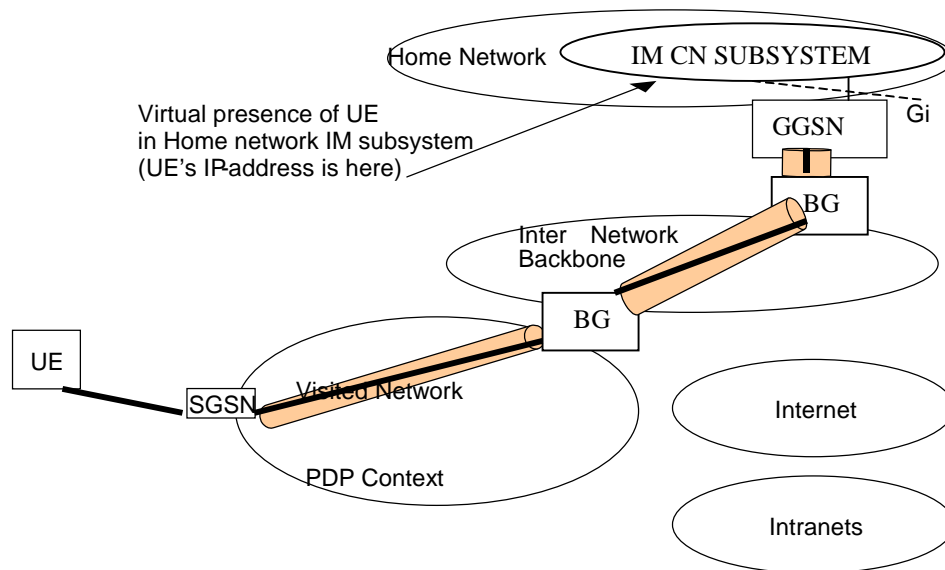 Home Network
IM CN SUBSYSTEM
Virtual presence of UE
in Home network IM subsystem
(UE's IP-address is here)
Gi
GGSN
BG
Inter Network
Backbone
BG
UE
SGSN
Visited Network
PDP Context
Internet
Intranets